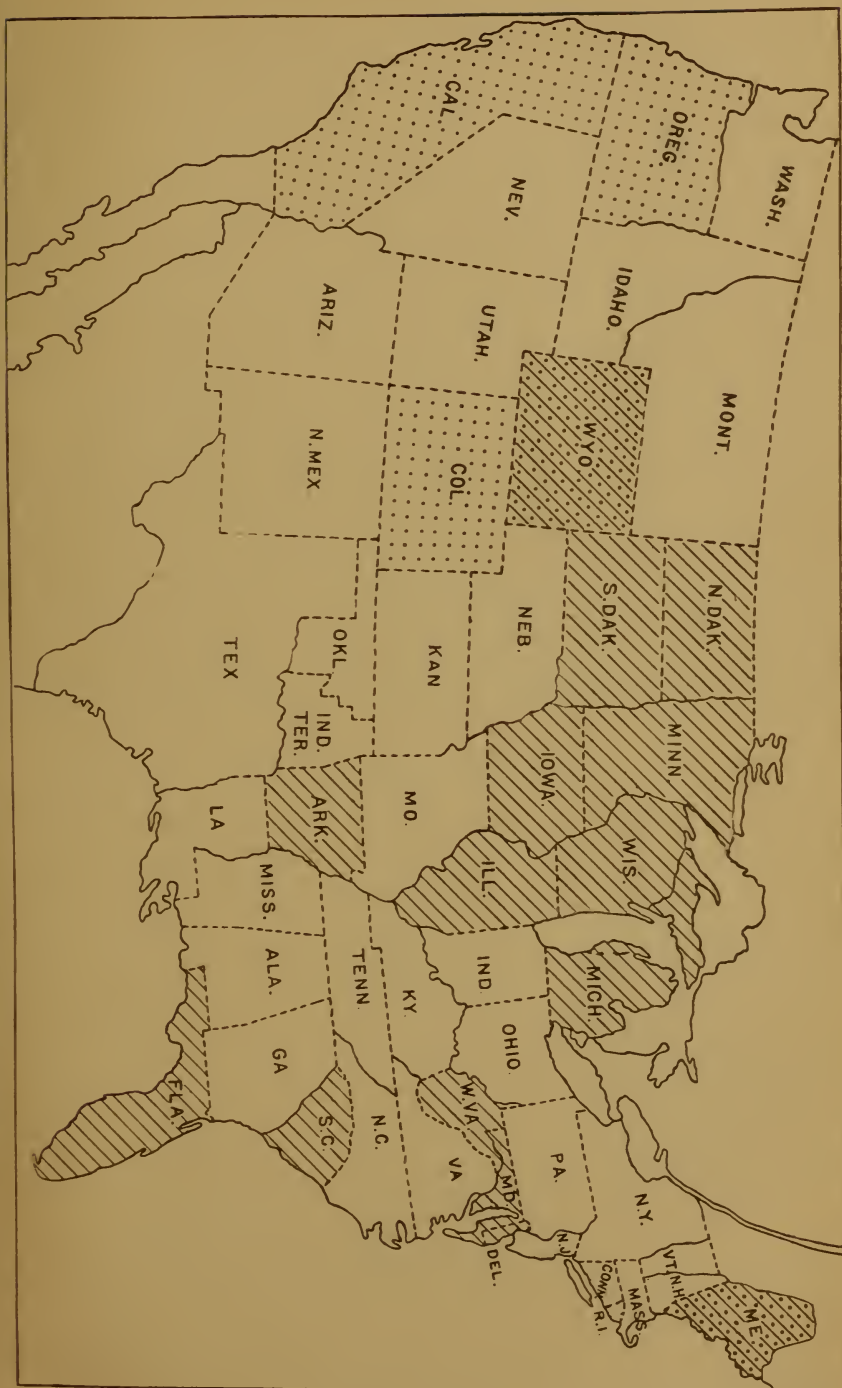 WASH.
OREG
CAL
NEV.
IDAHO.
MONT.
WYO
UTAH.
ARIZ.
COL.
N.MEX
N.DAK.
S.DAK.
NEB.
KAN
OKL
IND.
TER.
TEX
MINN
IOWA.
MO.
ARK.
LA
WIS.
ILL.
MICH.
IND.
OHIO.
KY.
TENN.
MISS.
ALA.
GA
FLA.
S.C.
N.C.
VA
W.VA.
MD.
DEL.
PA.
N.J.
N.Y.
CONN.
R.I.
MASS.
VT.
N.H.
ME.